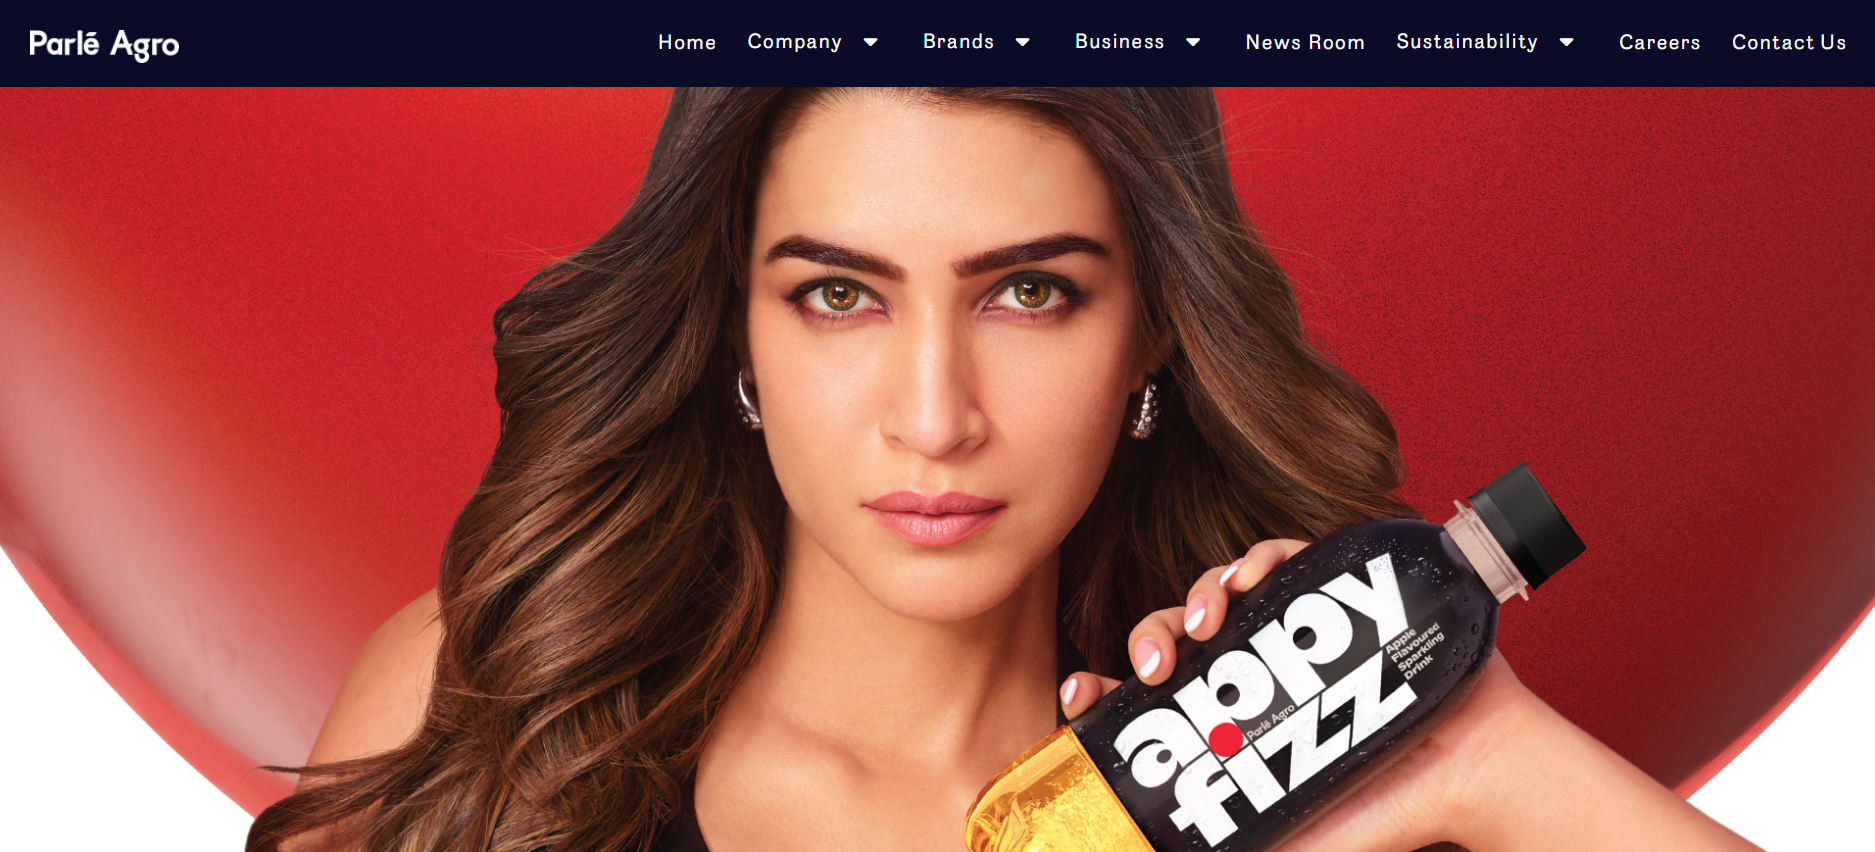 Parlé Agro
Home Company Brands Business News Room Sustainability Careers Contact Us
appy
fizz
Parlé Agro
Apple
Flavoured
Sparkling
Drink